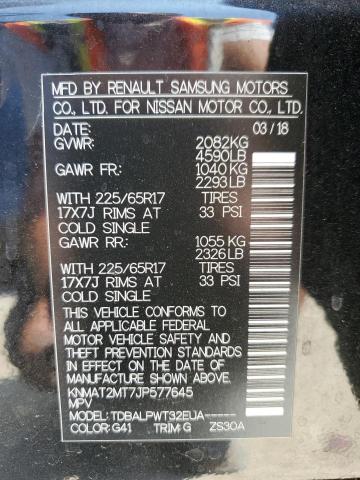 MFD BY RENAULT SAMSUNG MOTORS
CO., LTD. FOR NISSAN MOTOR CO., LTD.
DATE: 03/18
GVWR: 2082KG
4590LB
GAWR FR: 1040 KG
2293LB
WITH 225/65R17 TIRES
17X7J RIMS AT 33 PSI
COLD SINGLE
GAWR RR: 1055 KG
2326LB
WITH 225/65R17 TIRES
17X7J RIMS AT 33 PSI
COLD SINGLE
THIS VEHICLE CONFORMS TO
ALL APPLICABLE FEDERAL
MOTOR VEHICLE SAFETY AND
THEFT PREVENTION STANDARDS
IN EFFECT ON THE DATE OF
MANUFACTURE SHOWN ABOVE.
KNMAT2MT7JP577645
MPV
MODEL: TDBALPWT32EUA-----
COLOR: G41 TRIM: G ZS30A